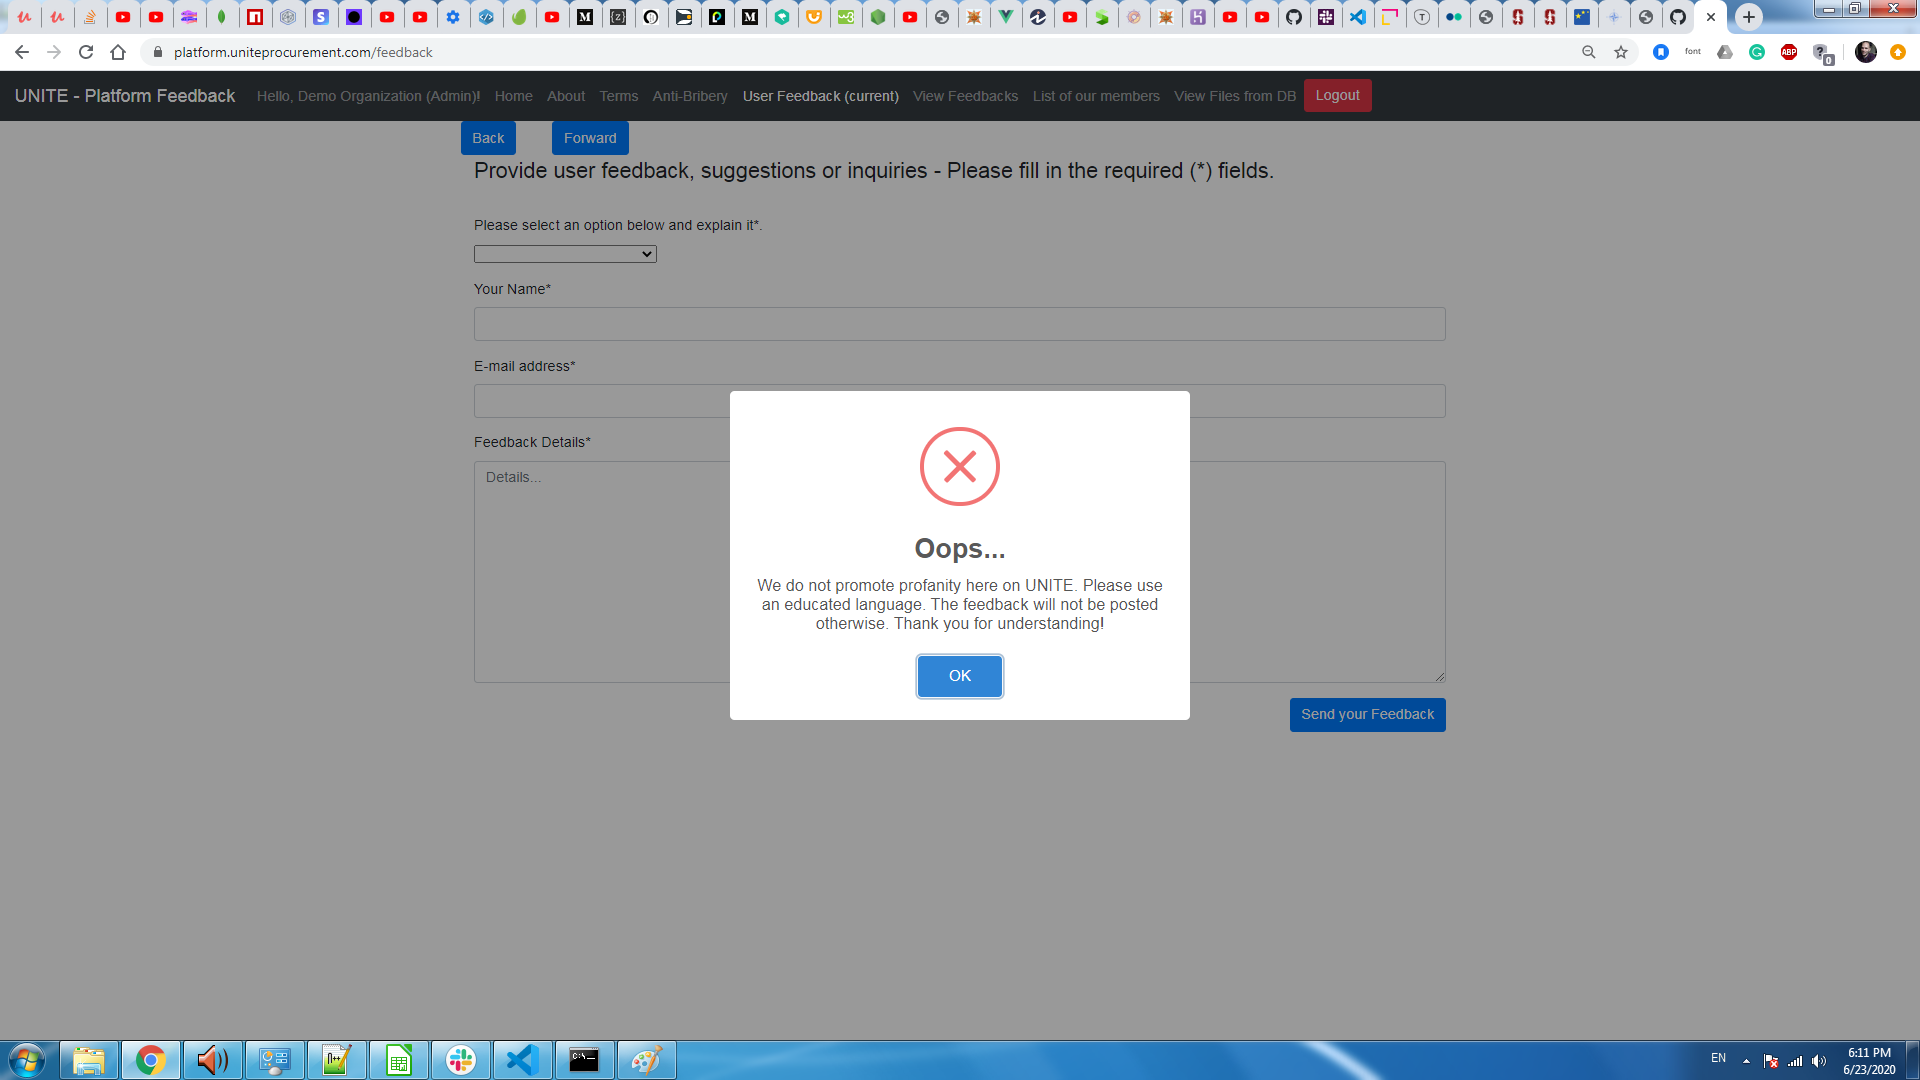 platform.uniteprocurement.com/feedback
font
ABP
0
UNITE - Platform Feedback
Hello, Demo Organization (Admin)!
Home
About
Terms
Anti-Bribery
User Feedback (current)
View Feedbacks
List of our members
View Files from DB
Logout
Back
Forward
Provide user feedback, suggestions or inquiries - Please fill in the required (*) fields.
Please select an option below and explain it*.
Your Name*
E-mail address*
Feedback Details*
Details...
Oops...
We do not promote profanity here on UNITE. Please use
an educated language. The feedback will not be posted
otherwise. Thank you for understanding!
OK
Send your Feedback
EN
6:11 PM
6/23/2020